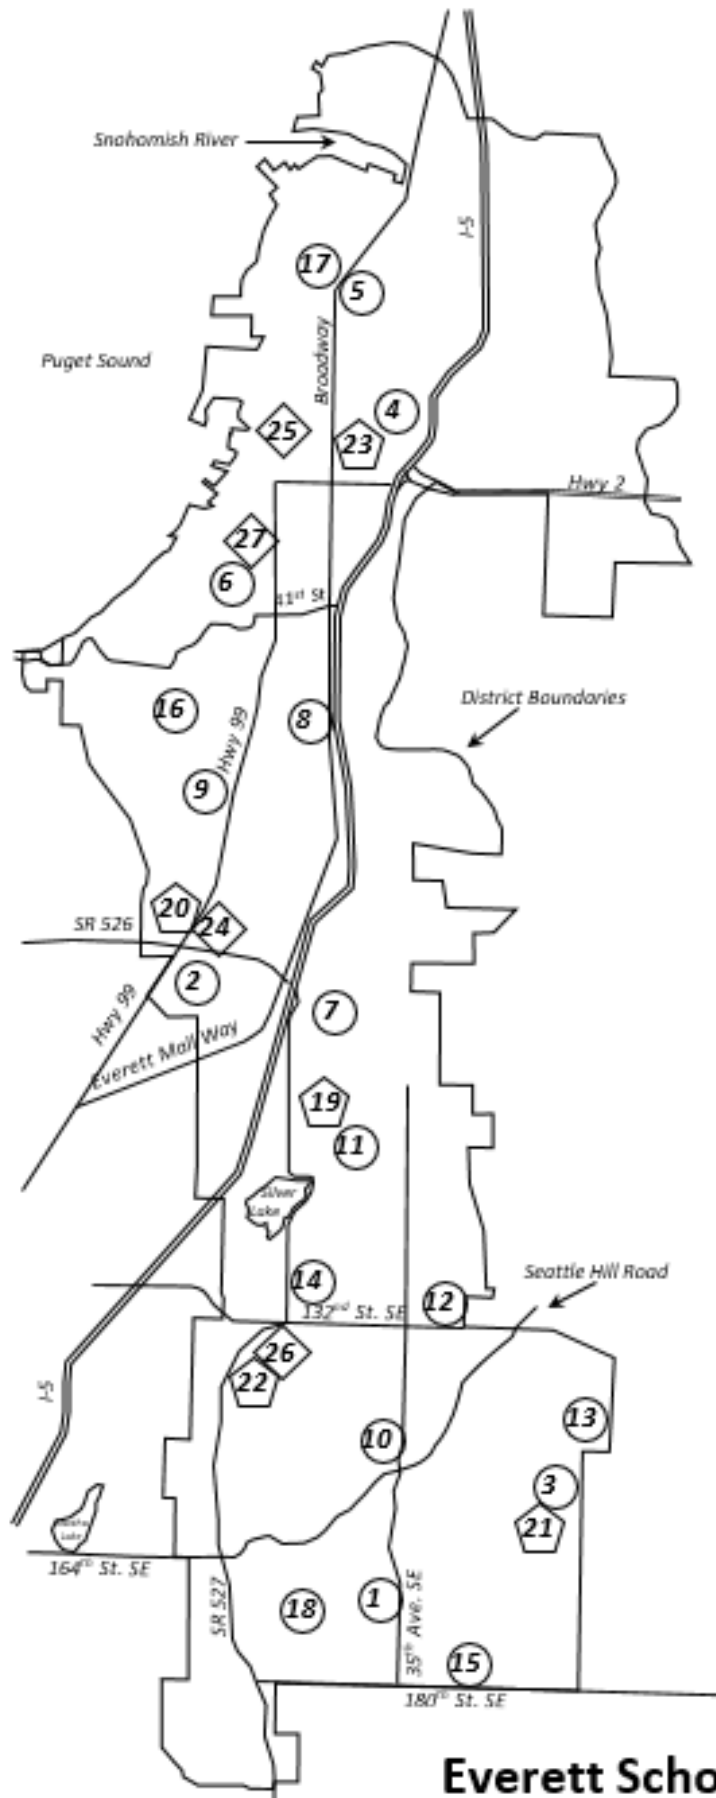 Snohomish River
I-5
17
5
Puget Sound
Broadway
4
25
23
Hwy 2
27
6
41st St
16
8
District Boundaries
Hwy 99
9
20
24
SR 526
2
Hwy 99
7
Everett Mall Way
19
11
Silver
Lake
14
12
Seattle Hill Road
132nd St. SE
26
22
I-5
13
10
3
21
Lake
164th St. SE
SR 527
18
1
35th Ave. SE
15
180th St. SE
Everett Scho